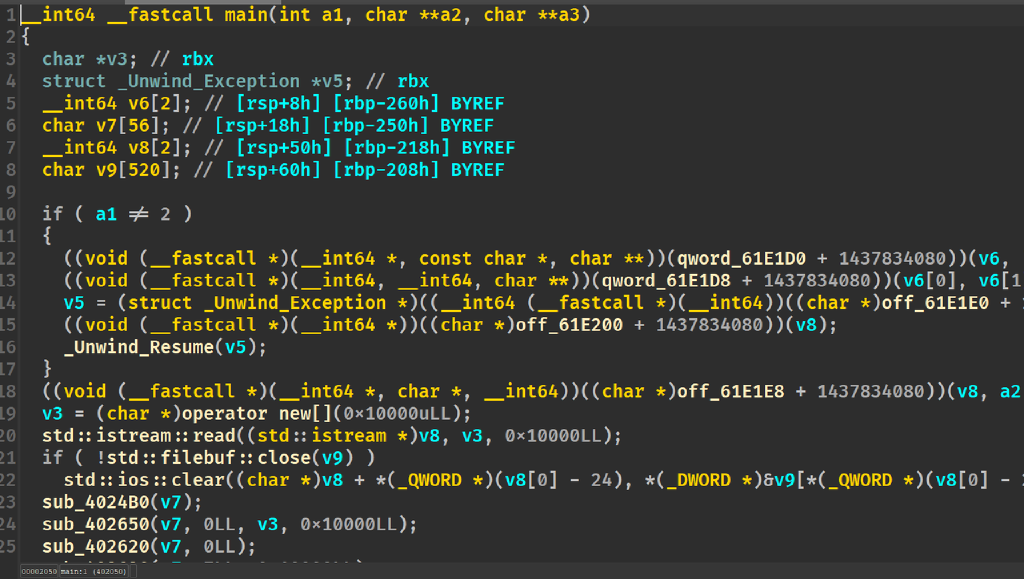 1 __int64 __fastcall main(int a1, char **a2, char **a3)
2 {
3 char *v3; // rbx
4 struct _Unwind_Exception *v5; // rbx
5 __int64 v6[2]; // [rsp+8h] [rbp-260h] BYREF
6 char v7[56]; // [rsp+18h] [rbp-250h] BYREF
7 __int64 v8[2]; // [rsp+50h] [rbp-218h] BYREF
8 char v9[520]; // [rsp+60h] [rbp-208h] BYREF
9
10 if ( a1 ≠ 2 )
11 {
12 ((void (__fastcall *)(__int64 *, const char *, char **))(qword_61E1D0 + 1437834080))(v6,
13 ((void (__fastcall *)(__int64, __int64, char **))(qword_61E1D8 + 1437834080))(v6[0], v6[1
14 v5 = (struct _Unwind_Exception *)((__int64 (__fastcall *)(__int64))((char *)off_61E1E0 +
15 ((void (__fastcall *)(__int64 *))((char *)off_61E200 + 1437834080))(v8);
16 _Unwind_Resume(v5);
17 }
18 ((void (__fastcall *)(__int64 *, char *, __int64))((char *)off_61E1E8 + 1437834080))(v8, a2
19 v3 = (char *)operator new[](0×10000uLL);
20 std::istream::read((std::istream *)v8, v3, 0×10000LL);
21 if ( !std::filebuf::close(v9) )
22 std::ios::clear((char *)v8 + *(_QWORD *)(v8[0] - 24), *(_DWORD *)&v9[*(_QWORD *)(v8[0] -
23 sub_4024B0(v7);
24 sub_402650(v7, 0LL, v3, 0×10000LL);
25 sub_402620(v7, 0LL);
00002050 main:1 (402050)